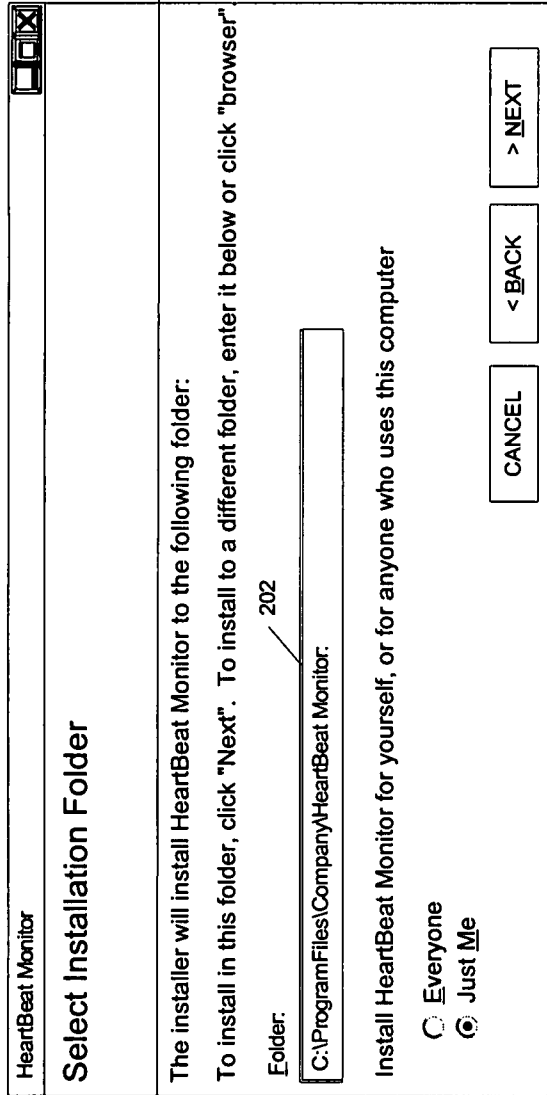 HeartBeat Monitor
Select Installation Folder
The installer will install HeartBeat Monitor to the following folder:
To install in this folder, click "Next". To install to a different folder, enter it below or click "browser".
Folder:
202
C:\ProgramFiles\Company\HeartBeat Monitor:
Install HeartBeat Monitor for yourself, or for anyone who uses this computer
Everyone
Just Me
CANCEL
< BACK
> NEXT